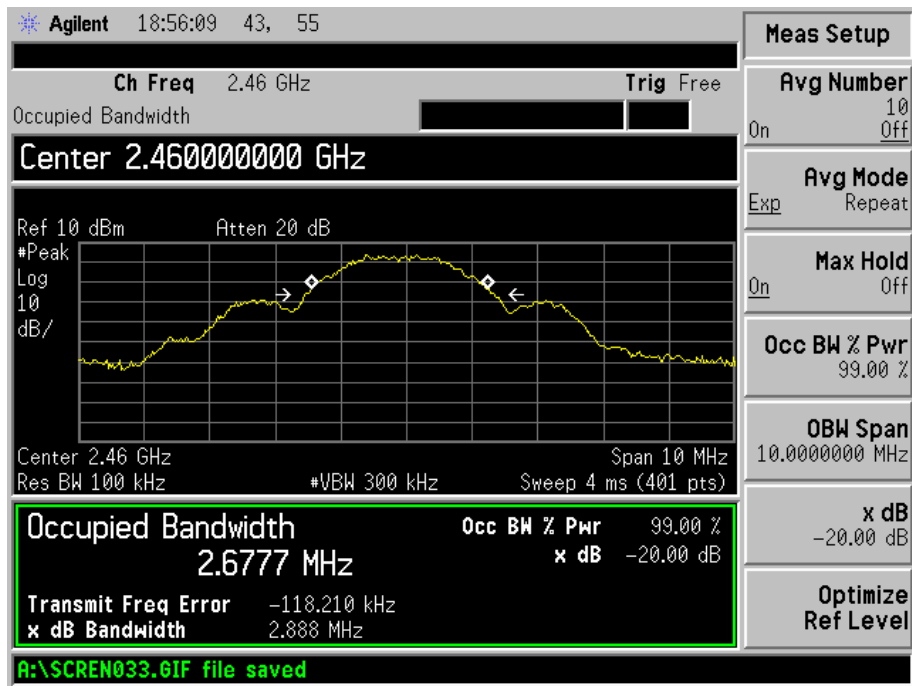 Agilent 18:56:09 43, 55
Ch Freq 2.46 GHz Trig Free
Occupied Bandwidth
Center 2.460000000 GHz
Ref 10 dBm Atten 20 dB
#Peak
Log
10
dB/
Center 2.46 GHz Span 10 MHz
Res BW 100 kHz #VBW 300 kHz Sweep 4 ms (401 pts)
Occupied Bandwidth Occ BW % Pwr 99.00 %
2.6777 MHz x dB -20.00 dB
Transmit Freq Error -118.210 kHz
x dB Bandwidth 2.888 MHz
A:\SCREN033.GIF file saved
Meas Setup
Avg Number
10
On Off
Avg Mode
Exp Repeat
Max Hold
On Off
Occ BW % Pwr
99.00 %
OBW Span
10.0000000 MHz
x dB
-20.00 dB
Optimize
Ref Level